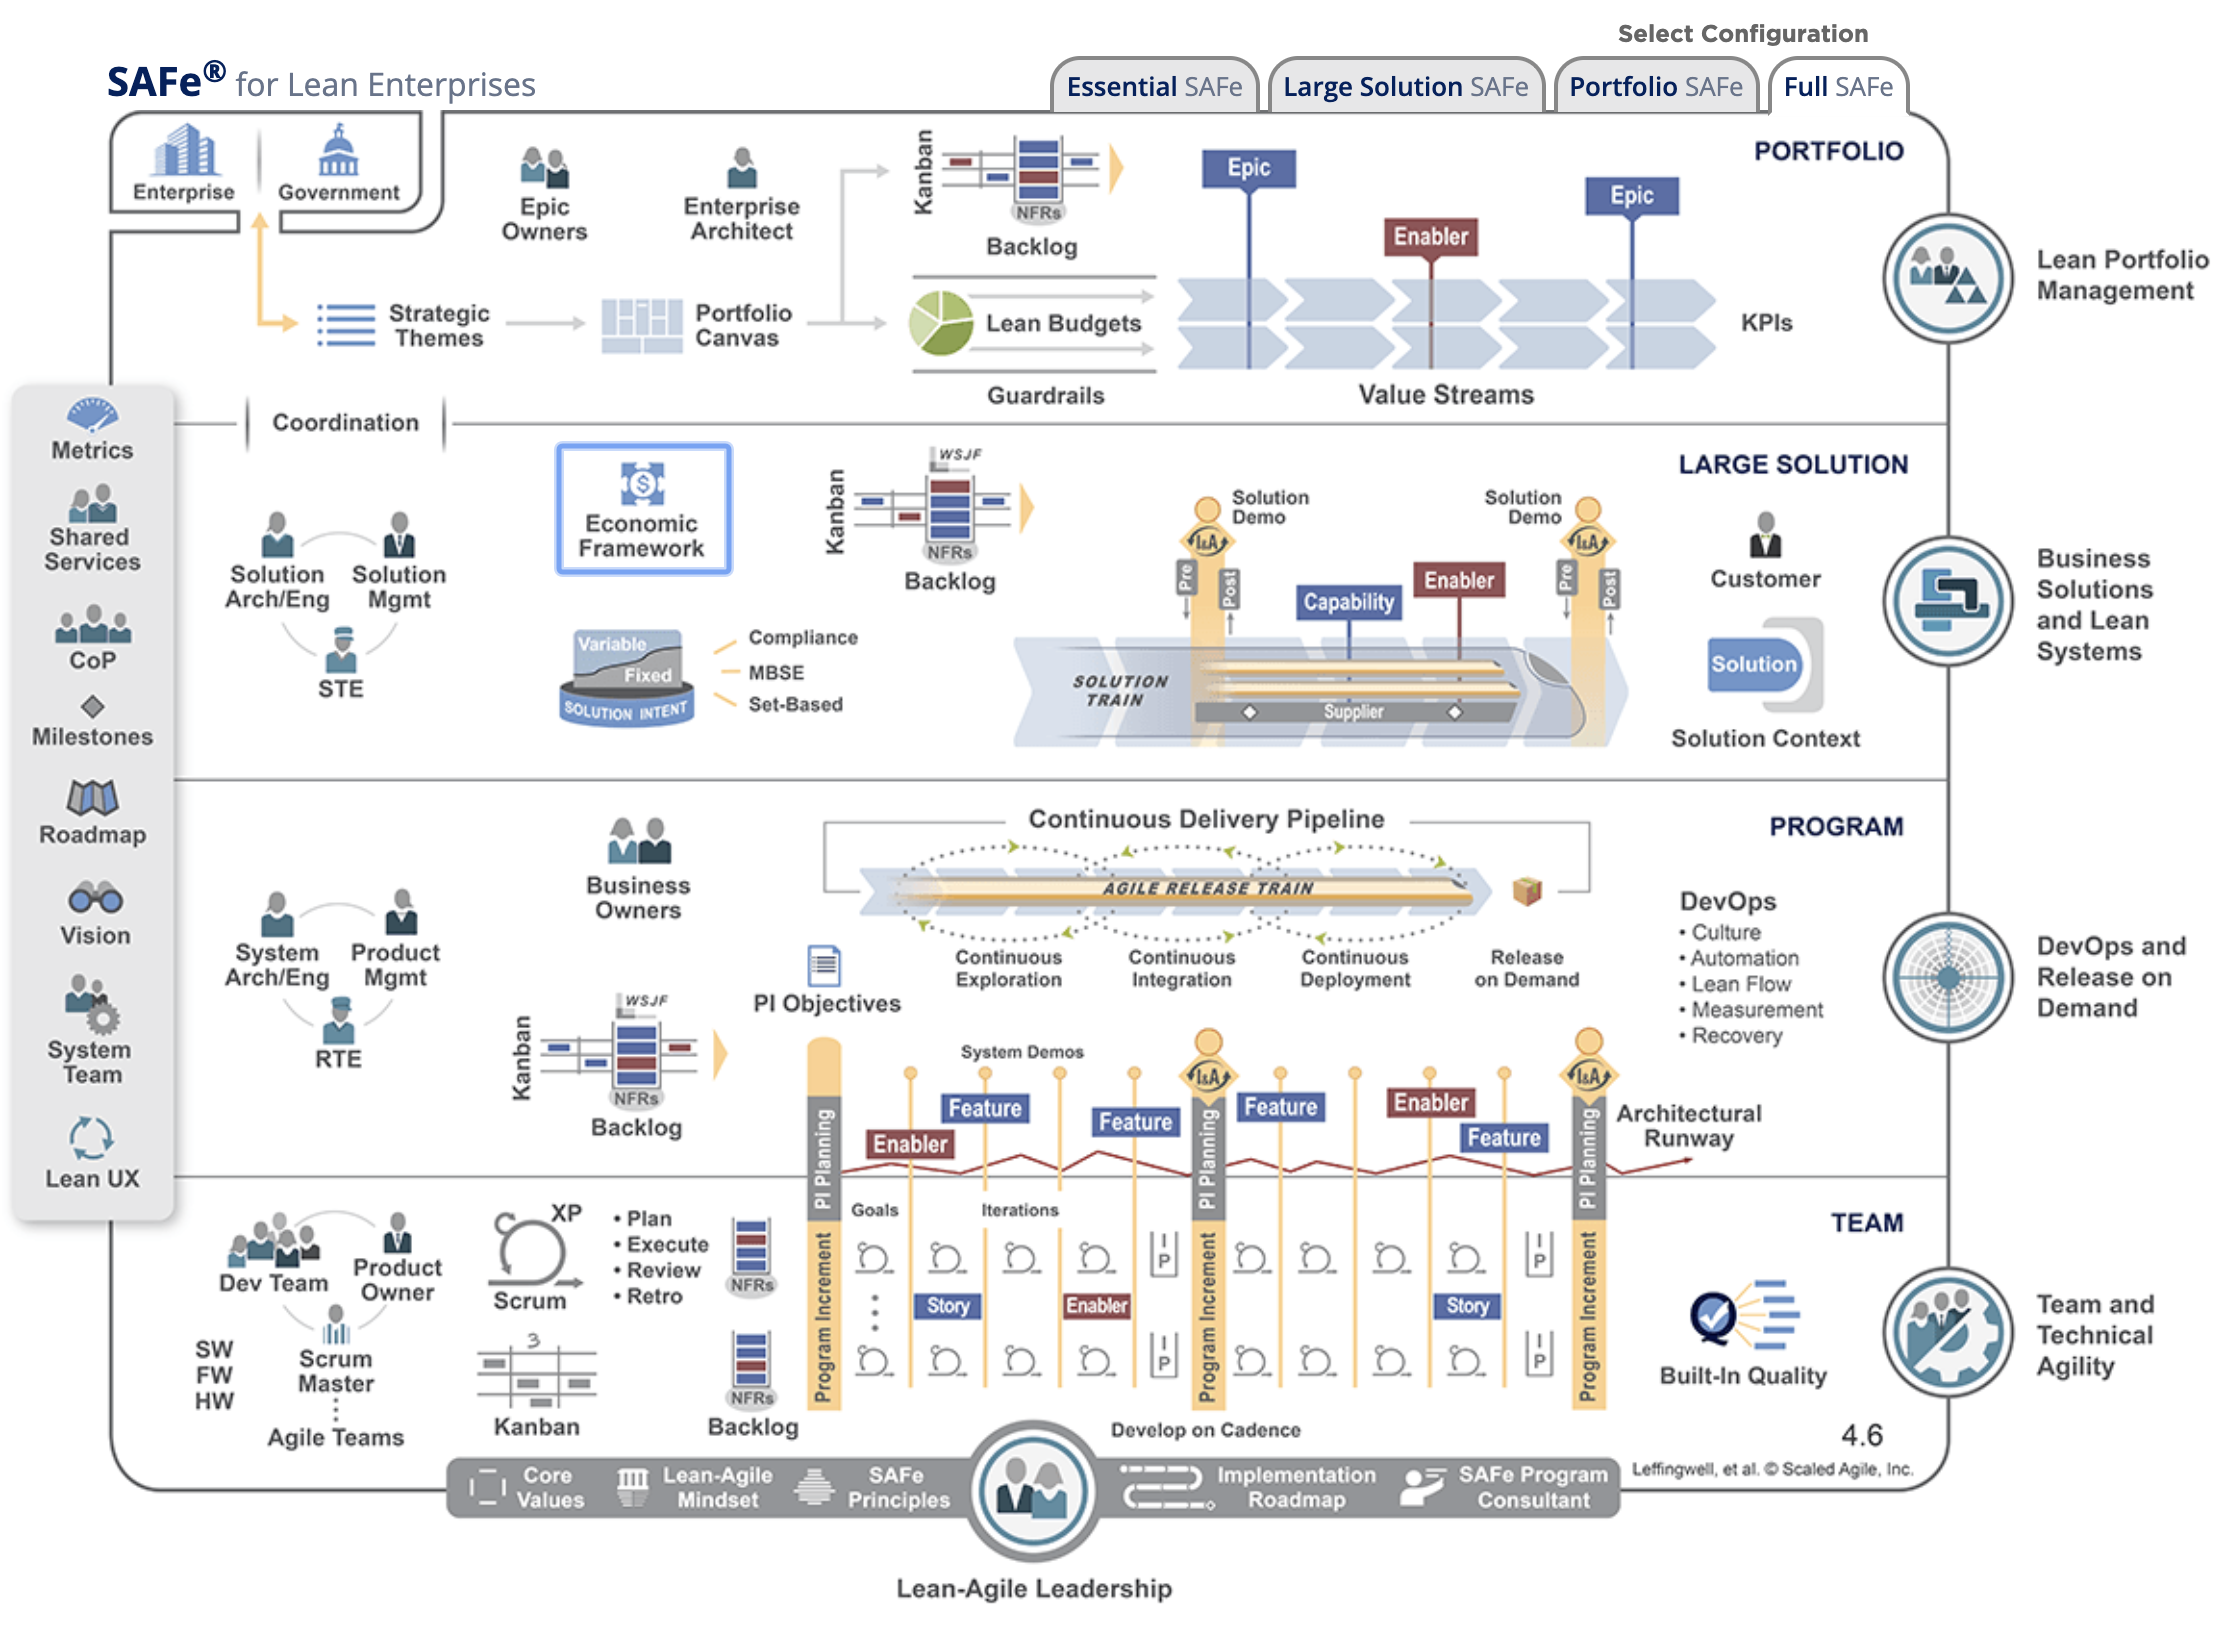 Select Configuration
SAFe® for Lean Enterprises
Essential SAFe
Large Solution SAFe
Portfolio SAFe
Full SAFe
PORTFOLIO
Enterprise
Government
Epic
Owners
Enterprise
Architect
Kanban
NFRs
Backlog
Epic
Enabler
Epic
Strategic
Themes
Portfolio
Canvas
Lean Budgets
Guardrails
Value Streams
KPIs
Lean Portfolio
Management
Metrics
Shared
Services
CoP
Milestones
Roadmap
Vision
System
Team
Lean UX
Coordination
LARGE SOLUTION
Solution
Arch/Eng
Solution
Mgmt
STE
Economic
Framework
Variable
Fixed
SOLUTION INTENT
Compliance
MBSE
Set-Based
Kanban
WSJF
NFRs
Backlog
Solution
Demo
I&A
Pre
Post
Capability
Enabler
Solution
Demo
I&A
Pre
Post
SOLUTION
TRAIN
Supplier
Customer
Solution
Solution Context
Business
Solutions
and Lean
Systems
PROGRAM
System
Arch/Eng
Product
Mgmt
RTE
Business
Owners
Kanban
WSJF
NFRs
Backlog
Continuous Delivery Pipeline
AGILE RELEASE TRAIN
Continuous
Exploration
Continuous
Integration
Continuous
Deployment
Release
on Demand
PI Objectives
DevOps
• Culture
• Automation
• Lean Flow
• Measurement
• Recovery
DevOps and
Release on
Demand
System Demos
PI Planning
Enabler
Feature
Feature
I&A
PI Planning
Feature
Enabler
Feature
I&A
PI Planning
Architectural
Runway
TEAM
Dev Team
Product
Owner
Scrum
Master
Agile Teams
SW
FW
HW
XP
Scrum
• Plan
• Execute
• Review
• Retro
3
Kanban
NFRs
NFRs
Backlog
Program Increment
Goals
Iterations
I
P
Story
Enabler
I
P
Program Increment
I
P
Story
I
P
Program Increment
Develop on Cadence
Built-In Quality
Team and
Technical
Agility
4.6
Leffingwell, et al. © Scaled Agile, Inc.
Core
Values
Lean-Agile
Mindset
SAFe
Principles
Implementation
Roadmap
SAFe Program
Consultant
Lean-Agile Leadership